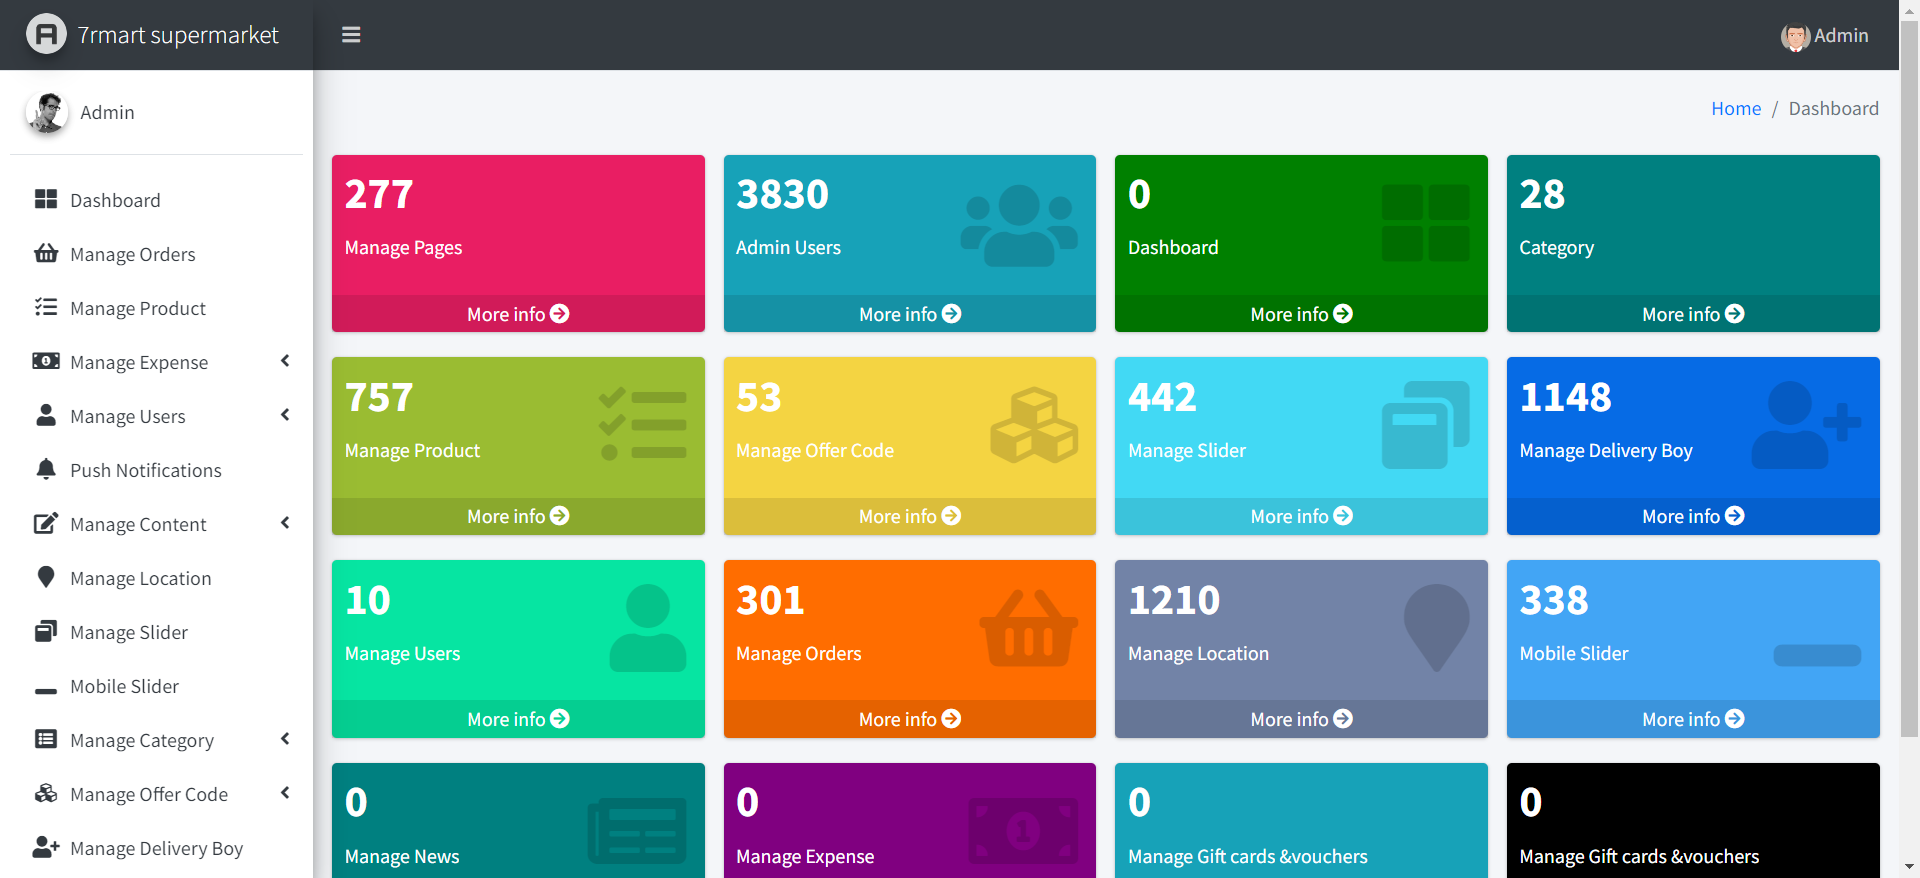 7rmart supermarket
Admin
Admin
Home / Dashboard
Dashboard
Manage Orders
Manage Product
Manage Expense
Manage Users
Push Notifications
Manage Content
Manage Location
Manage Slider
Mobile Slider
Manage Category
Manage Offer Code
Manage Delivery Boy
277
Manage Pages
More info
3830
Admin Users
More info
0
Dashboard
More info
28
Category
More info
757
Manage Product
More info
53
Manage Offer Code
More info
442
Manage Slider
More info
1148
Manage Delivery Boy
More info
10
Manage Users
More info
301
Manage Orders
More info
1210
Manage Location
More info
338
Mobile Slider
More info
0
Manage News
0
Manage Expense
0
Manage Gift cards &vouchers
0
Manage Gift cards &vouchers